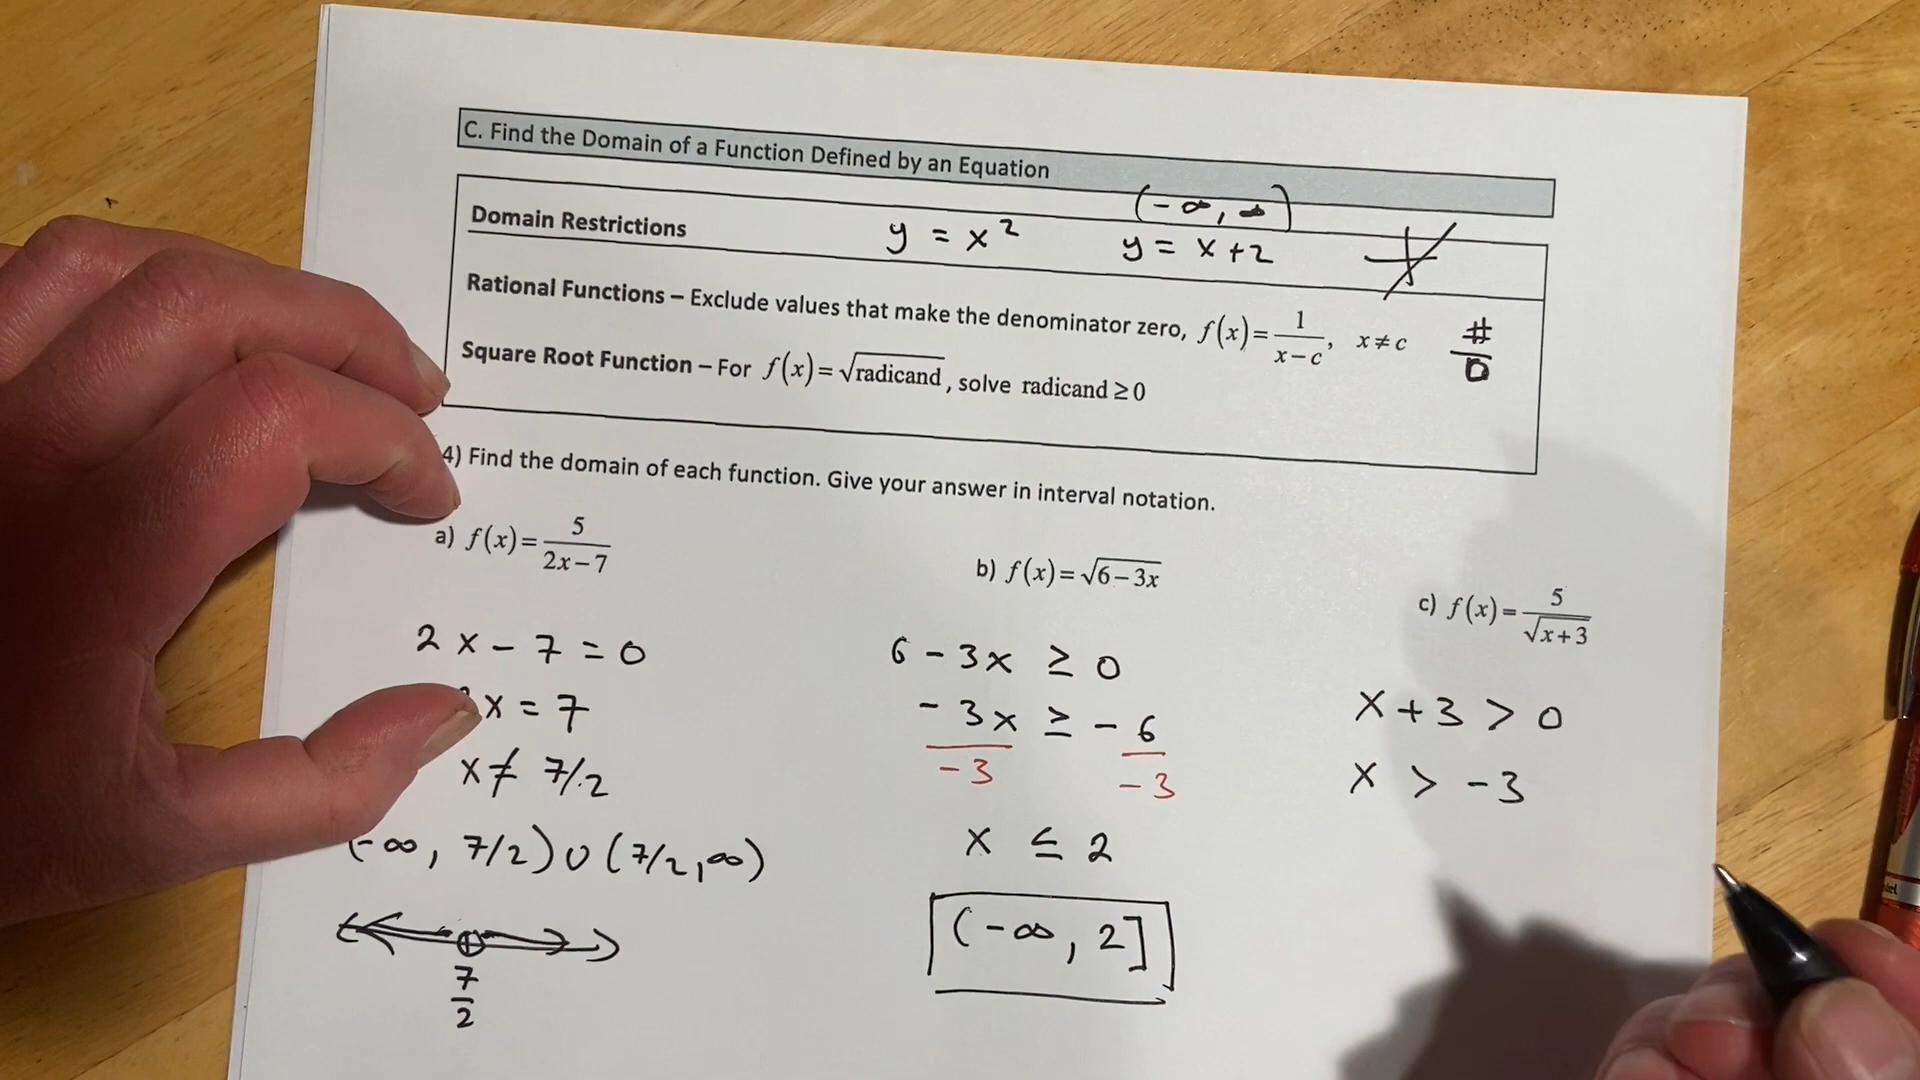 C. Find the Domain of a Function Defined by an Equation
(-∞, ∞)
Domain Restrictions y = x² y = x+2
Rational Functions – Exclude values that make the denominator zero, f(x)= 1/(x−c), x≠c #/0
Square Root Function – For f(x)=√radicand, solve radicand ≥ 0
4) Find the domain of each function. Give your answer in interval notation.
a) f(x)= 5/(2x−7)
2x - 7 = 0
x = 7
x ≠ 7/2
(-∞, 7/2) ∪ (7/2, ∞)
7/2
b) f(x)=√(6−3x)
6 - 3x ≥ 0
- 3x ≥ - 6
-3 -3
x ≤ 2
(-∞, 2]
c) f(x)= 5/√(x+3)
x+3 > 0
x > -3